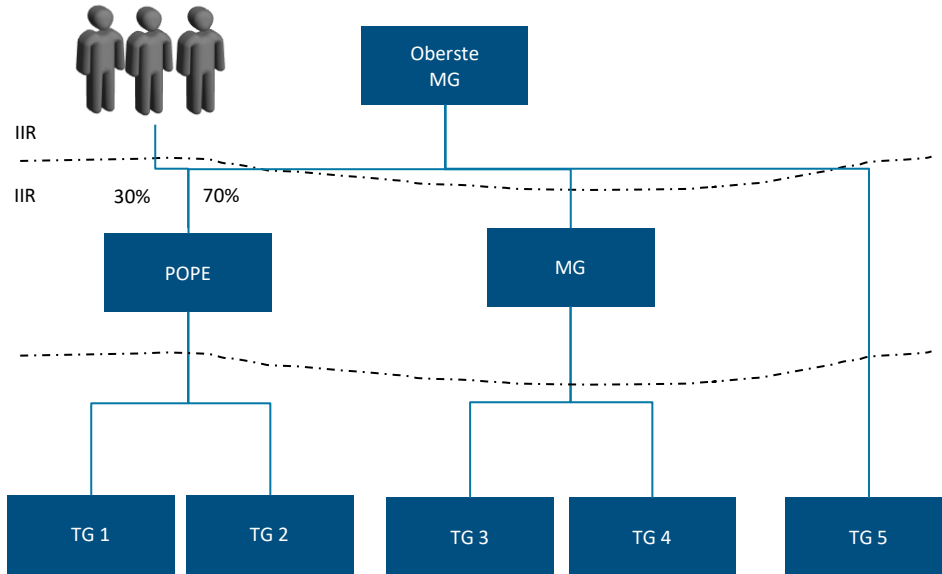 Oberste
MG
IIR
IIR
30%
70%
POPE
MG
TG 1
TG 2
TG 3
TG 4
TG 5